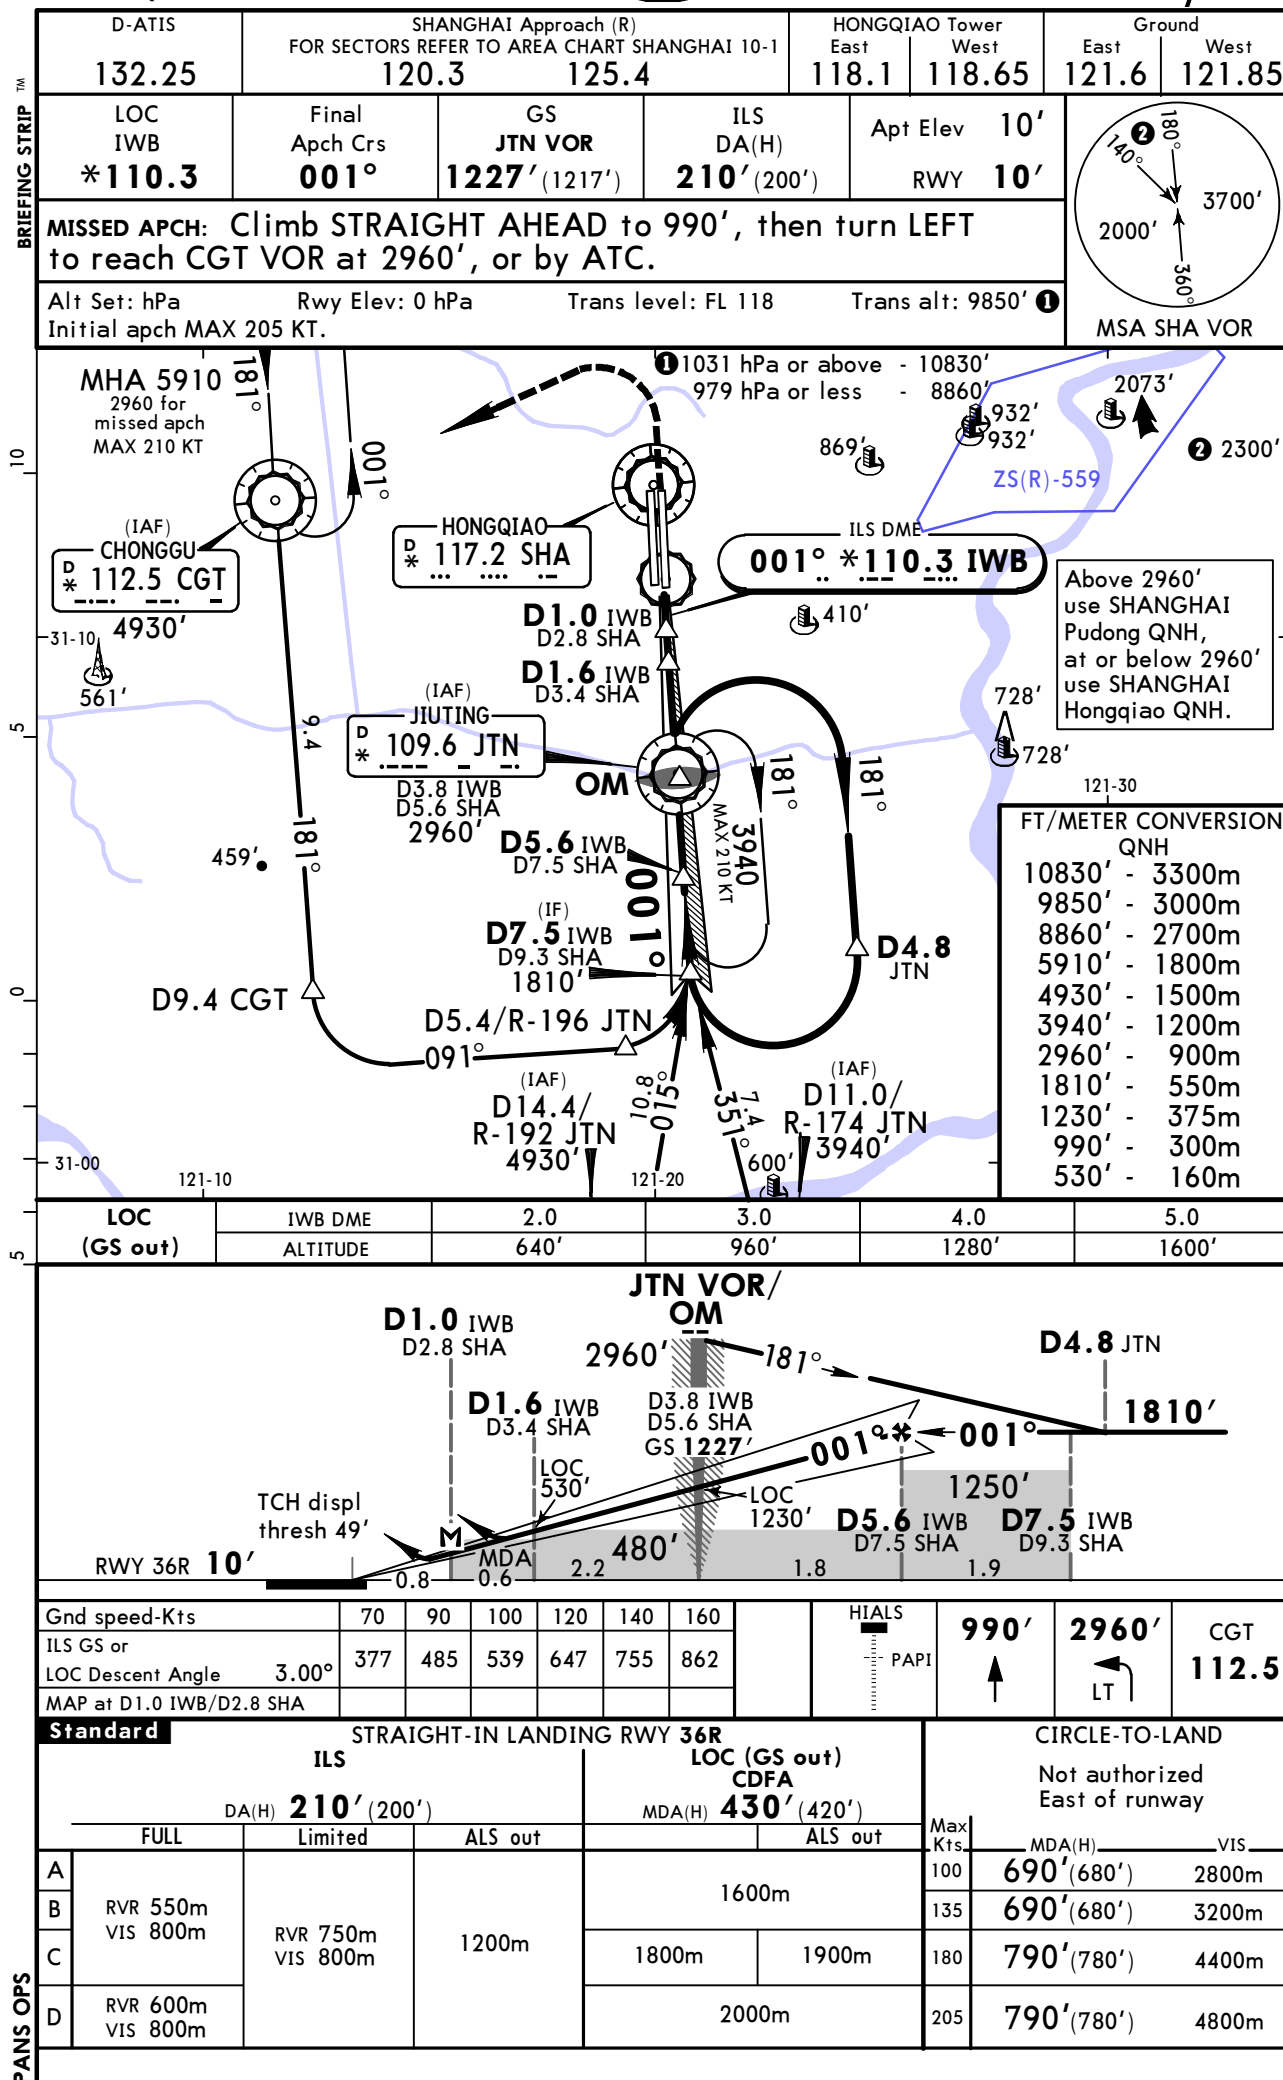 D-ATIS
132.25
SHANGHAI Approach (R)
FOR SECTORS REFER TO AREA CHART SHANGHAI 10-1
120.3 125.4
HONGQIAO Tower
East West
118.1 118.65
Ground
East West
121.6 121.85
BRIEFING STRIP TM
LOC
IWB
*110.3
Final
Apch Crs
001°
GS
JTN VOR
1227' (1217')
ILS
DA(H)
210' (200')
Apt Elev 10'
RWY 10'
MISSED APCH: Climb STRAIGHT AHEAD to 990', then turn LEFT
to reach CGT VOR at 2960', or by ATC.
Alt Set: hPa Rwy Elev: 0 hPa Trans level: FL 118 Trans alt: 9850' 1
Initial apch MAX 205 KT.
2
180°
140°
3700'
2000'
360°
MSA SHA VOR
MHA 5910
2960 for
missed apch
MAX 210 KT
181°
001°
1 1031 hPa or above - 10830'
979 hPa or less - 8860'
2073'
932'
932'
869'
2 2300'
ZS(R)-559
(IAF)
CHONGGU
D
* 112.5 CGT
4930'
HONGQIAO
D
* 117.2 SHA
ILS DME
001° *110.3 IWB
Above 2960'
use SHANGHAI
Pudong QNH,
at or below 2960'
use SHANGHAI
Hongqiao QNH.
D1.0 IWB
D2.8 SHA
410'
D1.6 IWB
D3.4 SHA
31-10
561'
10
5
0
5
9.4
181°
(IAF)
JIUTING
D
* 109.6 JTN
D3.8 IWB
D5.6 SHA
2960'
OM
181°
181°
3940
MAX 210 KT
728'
728'
121-30
459'
D5.6 IWB
D7.5 SHA
001°
(IF)
D7.5 IWB
D9.3 SHA
1810'
D4.8
JTN
D9.4 CGT
D5.4/R-196 JTN
091°
(IAF)
D14.4/
R-192 JTN
4930'
10.8
015°
7.4
351°
(IAF)
D11.0/
R-174 JTN
3940'
600'
31-00
121-10
121-20
FT/METER CONVERSION
QNH
10830' - 3300m
9850' - 3000m
8860' - 2700m
5910' - 1800m
4930' - 1500m
3940' - 1200m
2960' - 900m
1810' - 550m
1230' - 375m
990' - 300m
530' - 160m
LOC
(GS out)
IWB DME 2.0 3.0 4.0 5.0
ALTITUDE 640' 960' 1280' 1600'
JTN VOR/
OM
D1.0 IWB
D2.8 SHA
2960'
181°
D4.8 JTN
D1.6 IWB
D3.4 SHA
D3.8 IWB
D5.6 SHA
GS 1227'
001°
001°
1810'
LOC
530'
LOC
1230'
1250'
TCH displ
thresh 49'
M
MDA
480'
D5.6 IWB
D7.5 SHA
D7.5 IWB
D9.3 SHA
RWY 36R 10'
0.8 0.6 2.2 1.8 1.9
Gnd speed-Kts 70 90 100 120 140 160
ILS GS or
LOC Descent Angle 3.00° 377 485 539 647 755 862
MAP at D1.0 IWB/D2.8 SHA
HIALS
PAPI
990'
2960'
LT
CGT
112.5
Standard STRAIGHT-IN LANDING RWY 36R
CIRCLE-TO-LAND
ILS
DA(H) 210' (200')
LOC (GS out)
CDFA
MDA(H) 430' (420')
Not authorized
East of runway
FULL Limited ALS out ALS out
Max
Kts MDA(H) VIS
A
B
C
D
RVR 550m
VIS 800m
RVR 600m
VIS 800m
RVR 750m
VIS 800m
1200m
1600m
1800m 1900m
2000m
100 690' (680') 2800m
135 690' (680') 3200m
180 790' (780') 4400m
205 790' (780') 4800m
PANS OPS